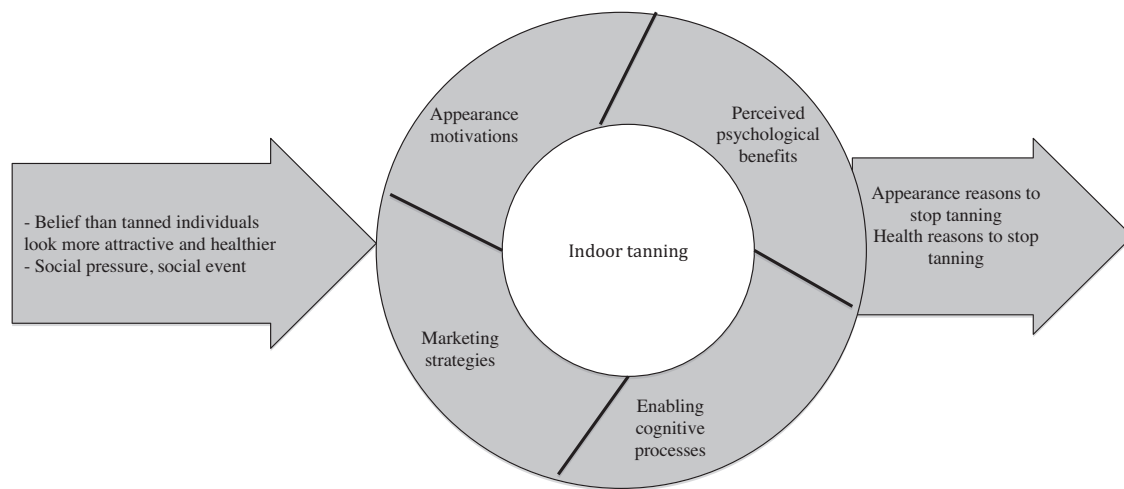 - Belief than tanned individuals
look more attractive and healthier
- Social pressure, social event
Appearance
motivations
Perceived
psychological
benefits
Indoor tanning
Marketing
strategies
Enabling
cognitive
processes
Appearance reasons to
stop tanning
Health reasons to stop
tanning